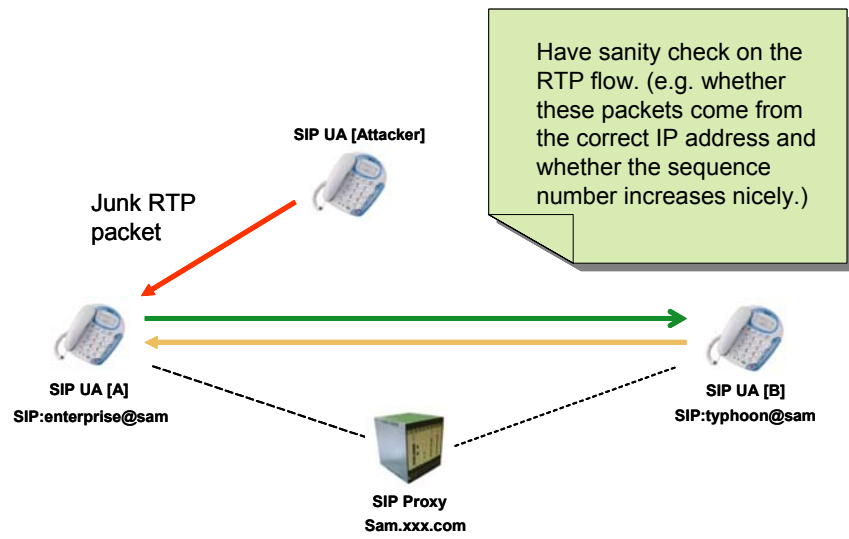 Have sanity check on the
RTP flow. (e.g. whether
these packets come from
the correct IP address and
whether the sequence
number increases nicely.)
SIP UA [Attacker]
Junk RTP
packet
SIP UA [A]
SIP:enterprise@sam
SIP UA [B]
SIP:typhoon@sam
SIP Proxy
Sam.xxx.com